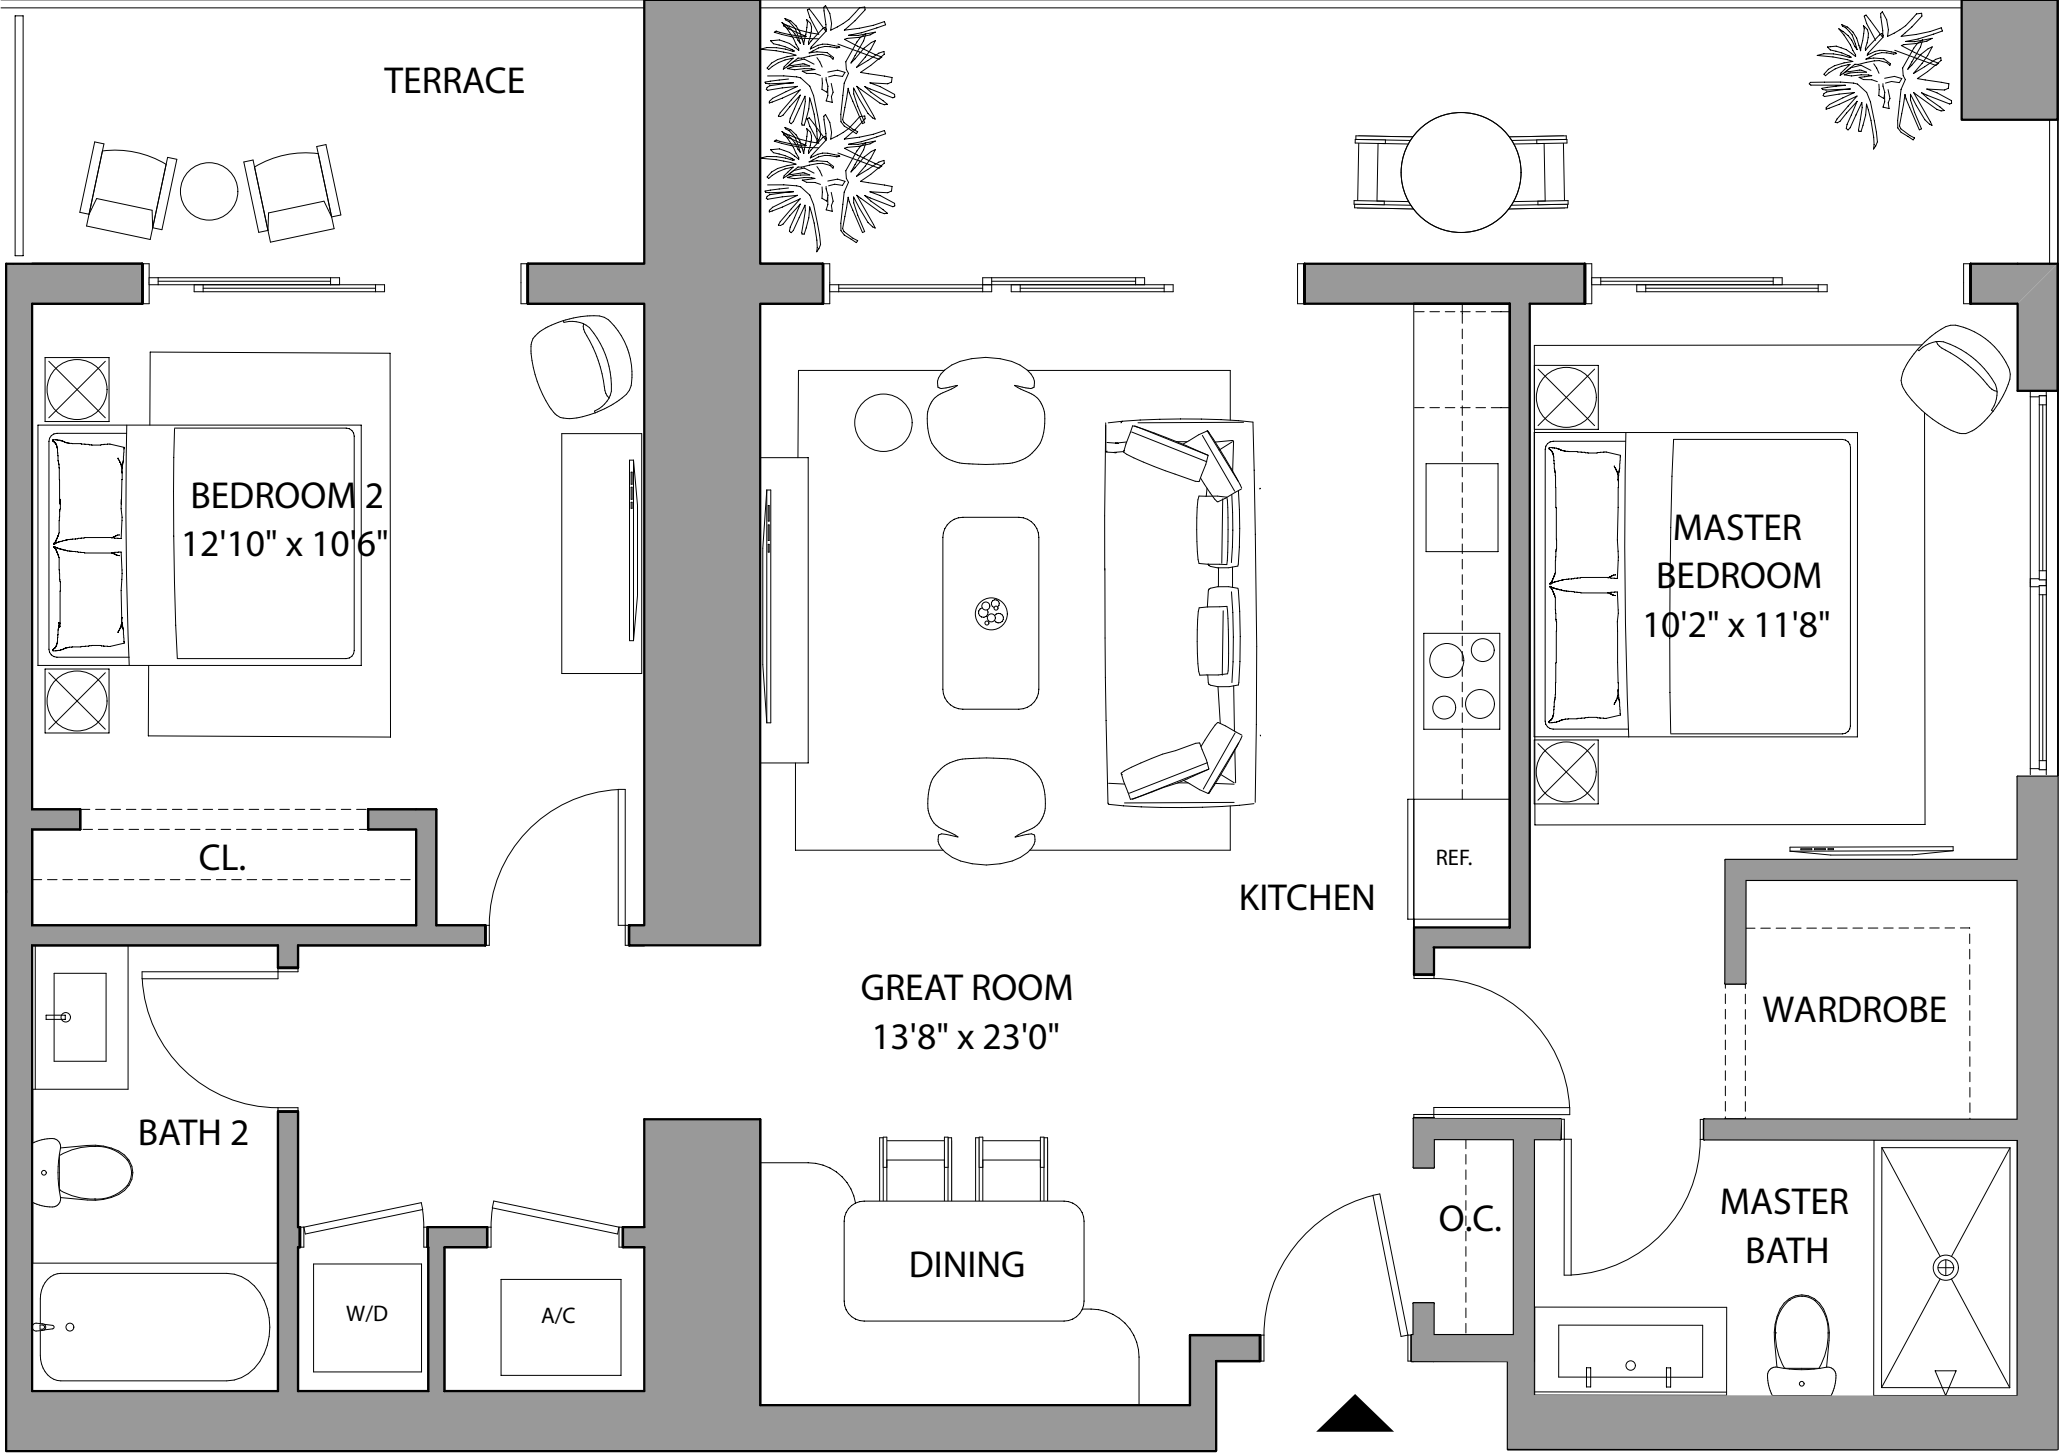 TERRACE
BEDROOM 2
12'10" x 10'6"
MASTER
BEDROOM
10'2" x 11'8"
CL.
REF.
KITCHEN
GREAT ROOM
13'8" x 23'0"
WARDROBE
BATH 2
MASTER
BATH
O.C.
DINING
W/D
A/C